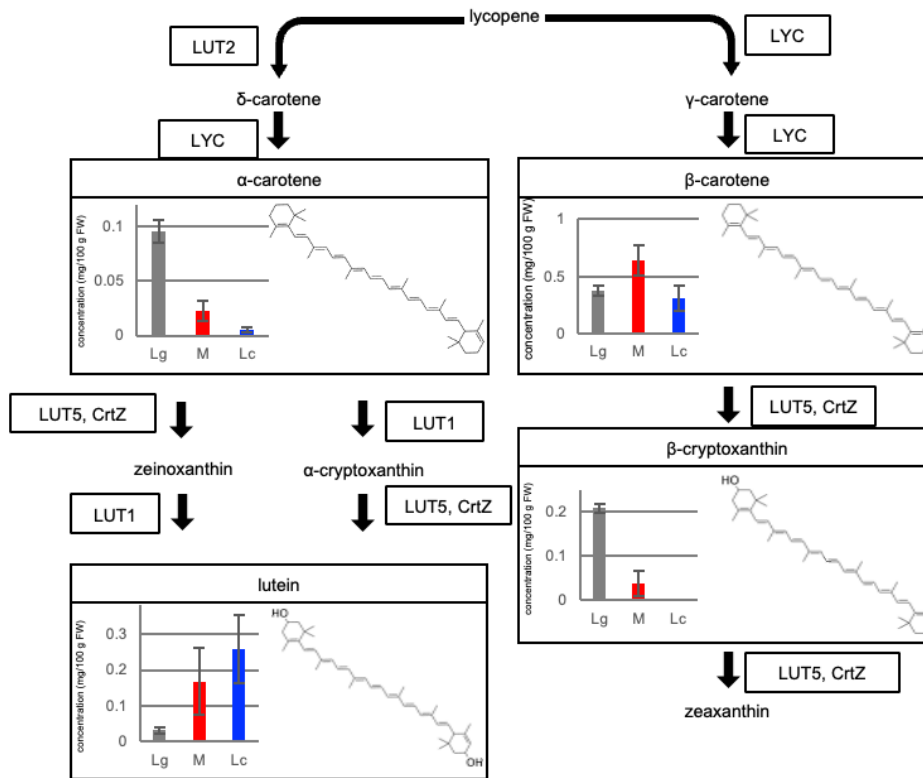 lycopene
LUT2
LYC
δ-carotene
γ-carotene
LYC
LYC
α-carotene
concentration (mg/100 g FW)
0.1
0.05
0
Lg M Lc
β-carotene
concentration (mg/100 g FW)
1
0.5
0
Lg M Lc
LUT5, CrtZ
LUT1
LUT5, CrtZ
zeinoxanthin
α-cryptoxanthin
LUT1
LUT5, CrtZ
β-cryptoxanthin
concentration (mg/100 g FW)
0.2
0.1
0
Lg M Lc
HO
lutein
concentration (mg/100 g FW)
0.3
0.2
0.1
0
Lg M Lc
HO
OH
LUT5, CrtZ
zeaxanthin